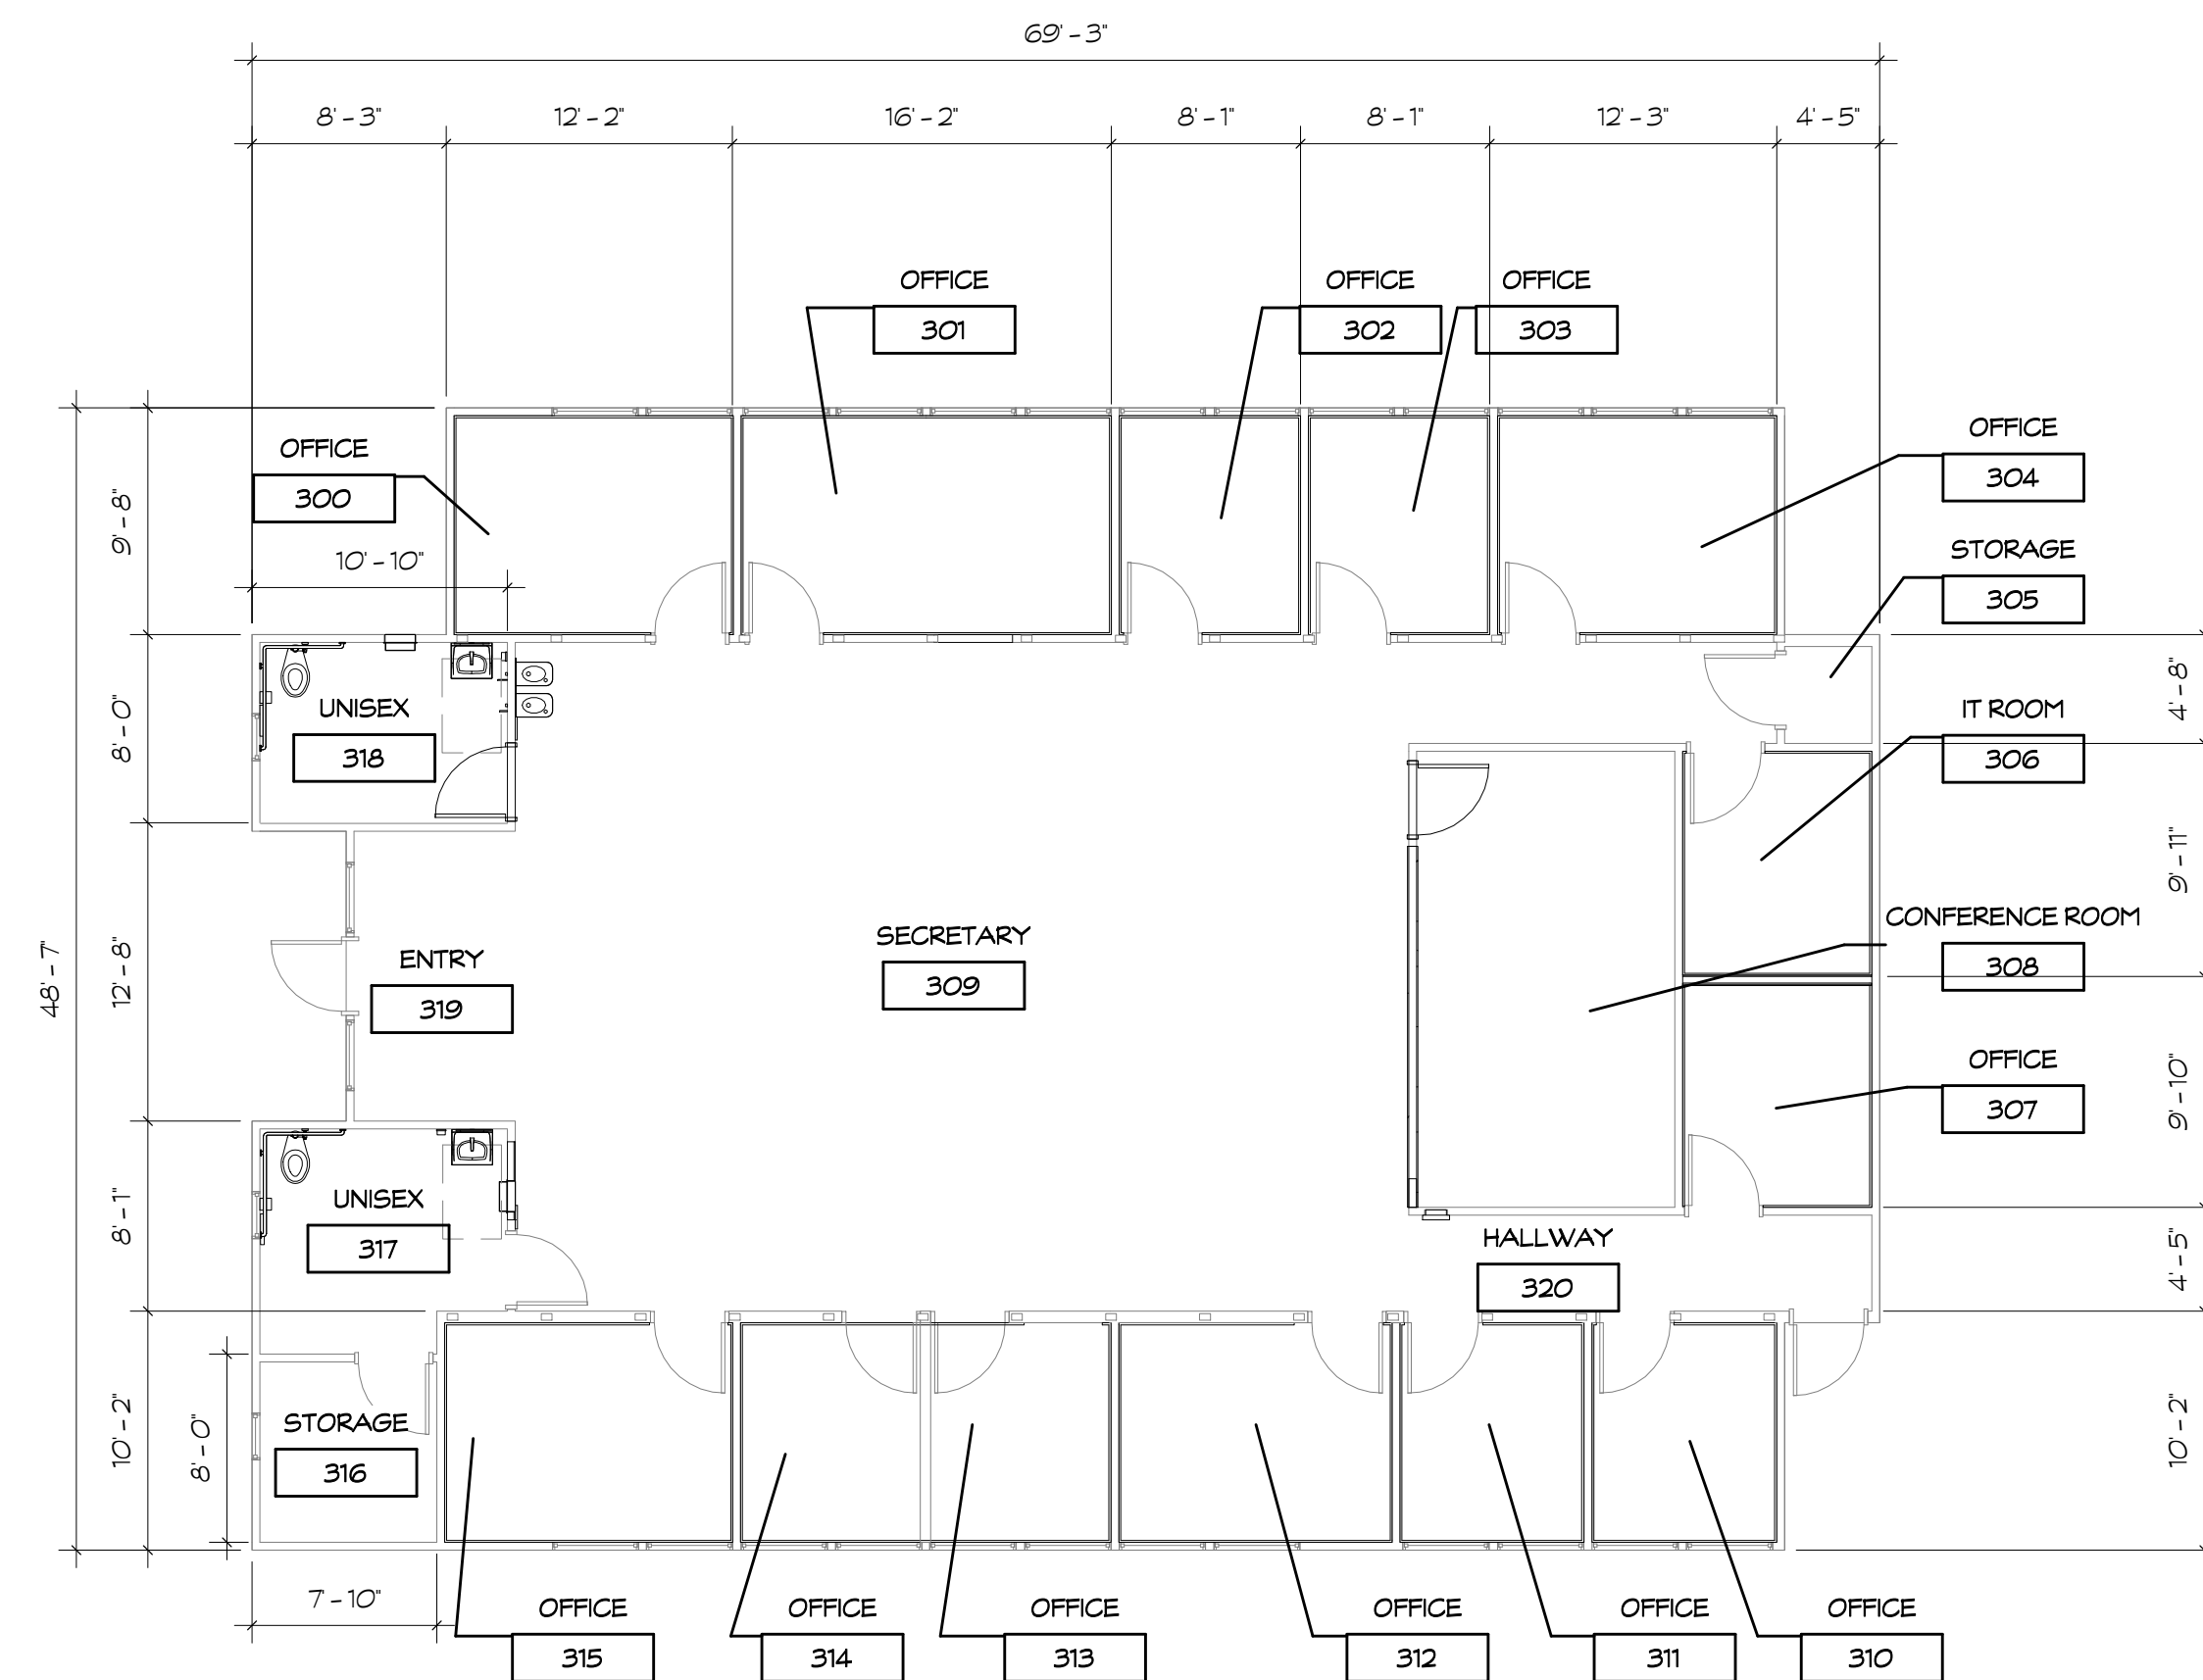 69' - 3"
8' - 3"
12' - 2"
16' - 2"
8' - 1"
8' - 1"
12' - 3"
4' - 5"
OFFICE
301
OFFICE
302
OFFICE
303
OFFICE
300
OFFICE
304
9' - 8"
10' - 10"
STORAGE
305
8' - 0"
UNISEX
318
4' - 8"
IT ROOM
306
9' - 11"
48' - 7"
12' - 8"
ENTRY
319
SECRETARY
309
CONFERENCE ROOM
308
OFFICE
307
9' - 10"
8' - 1"
UNISEX
317
HALLWAY
320
4' - 5"
10' - 2"
8' - 0"
STORAGE
316
10' - 2"
7' - 10"
OFFICE
315
OFFICE
314
OFFICE
313
OFFICE
312
OFFICE
311
OFFICE
310